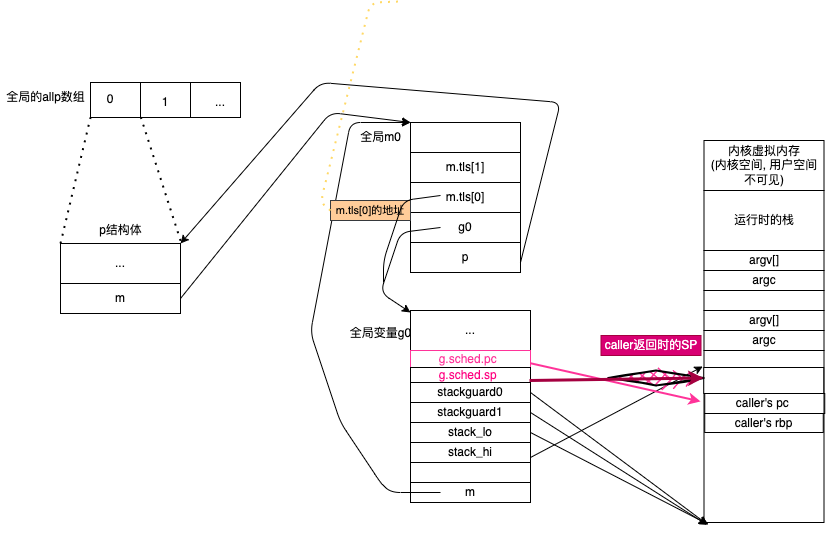 全局的allp数组
0
1
...
p结构体
...
m
全局m0
m.tls[1]
m.tls[0]
m.tls[0]的地址
g0
p
全局变量g0
...
g.sched.pc
g.sched.sp
stackguard0
stackguard1
stack_lo
stack_hi
m
caller返回时的SP
内核虚拟内存
(内核空间, 用户空间
不可见)
运行时的栈
argv[]
argc
argv[]
argc
caller's pc
caller's rbp